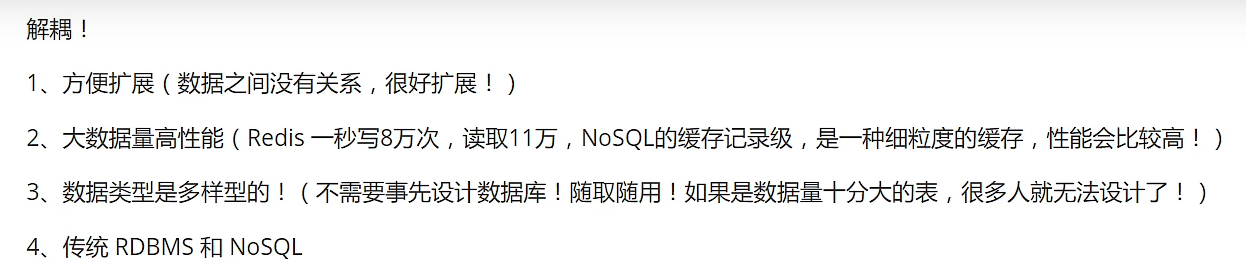 解耦！
1、方便扩展（数据之间没有关系，很好扩展！）
2、大数据量高性能（Redis 一秒写8万次，读取11万，NoSQL的缓存记录级，是一种细粒度的缓存，性能会比较高！）
3、数据类型是多样型的！（不需要事先设计数据库！随取随用！如果是数据量十分大的表，很多人就无法设计了！）
4、传统 RDBMS 和 NoSQL